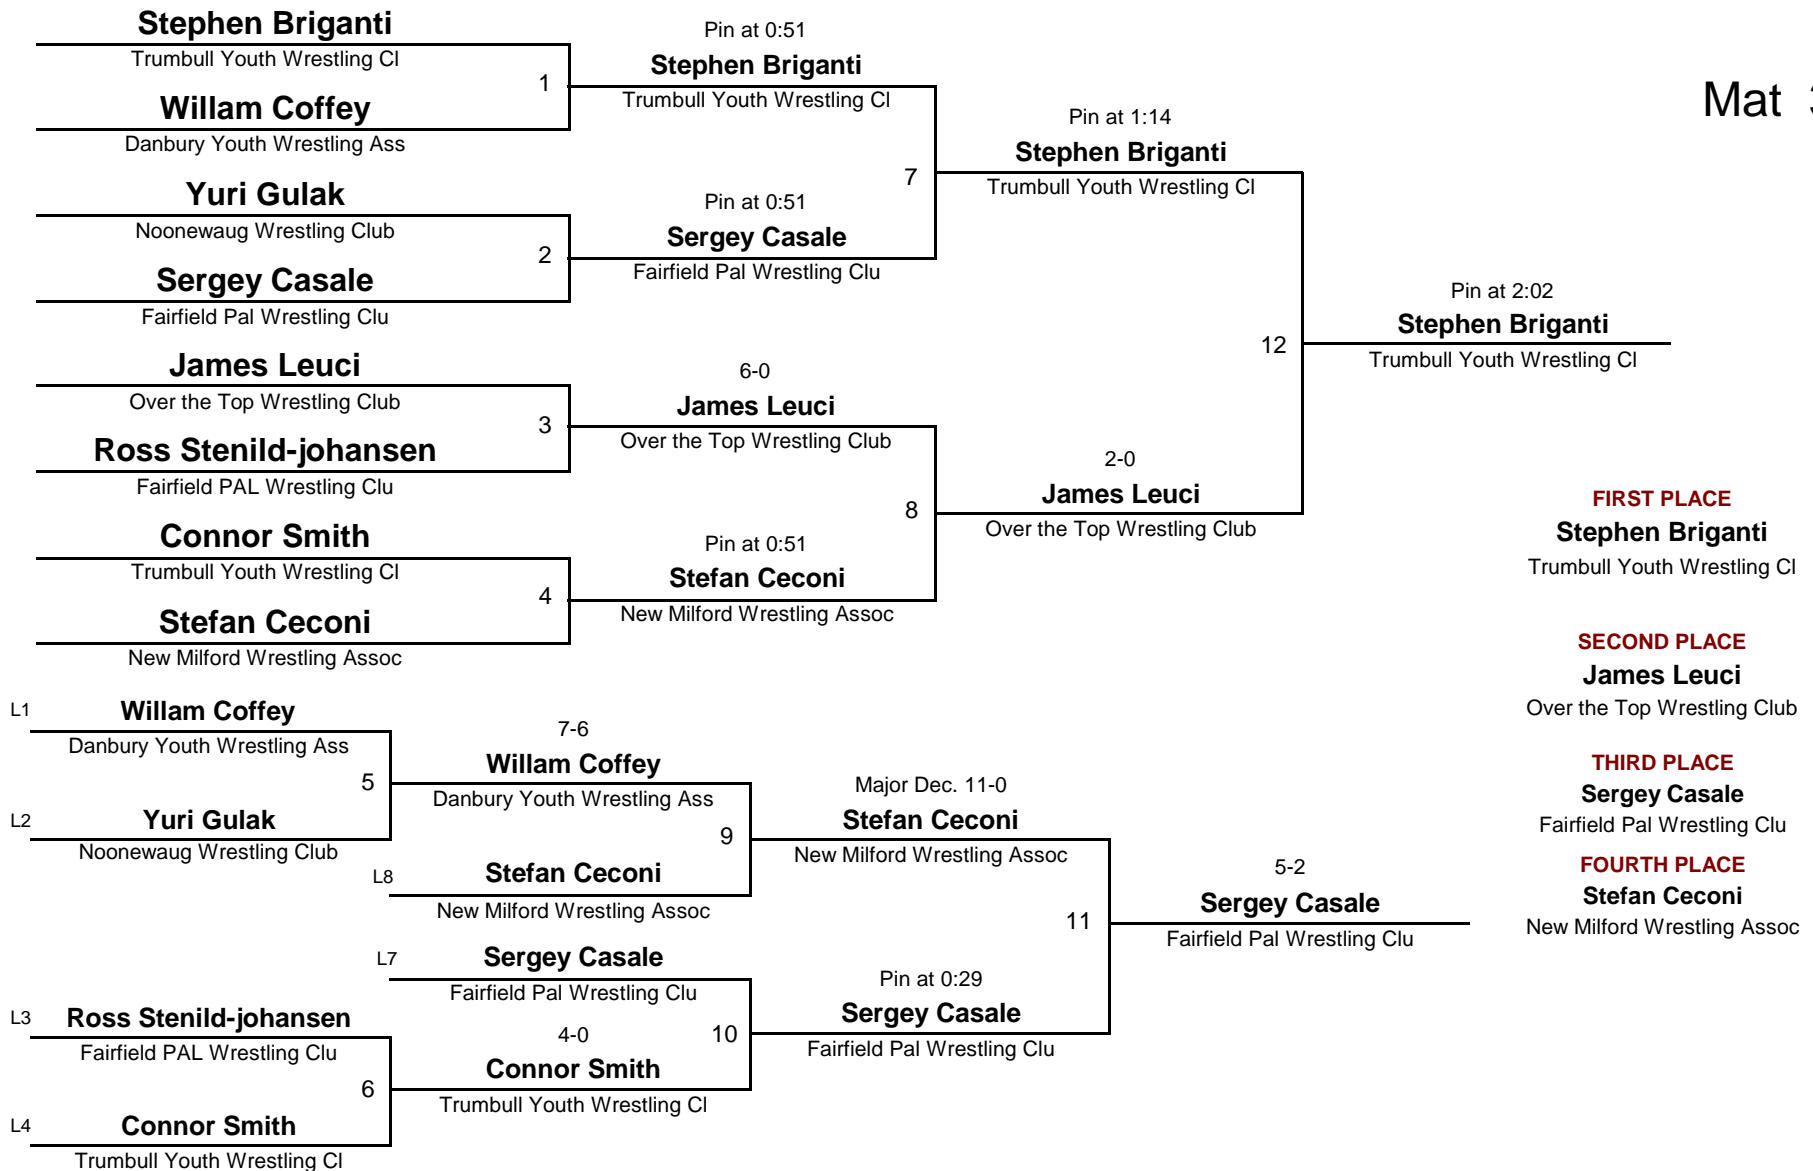 Stephen Briganti
Trumbull Youth Wrestling Cl
1
Willam Coffey
Danbury Youth Wrestling Ass
Yuri Gulak
Noonewaug Wrestling Club
2
Sergey Casale
Fairfield Pal Wrestling Clu
James Leuci
Over the Top Wrestling Club
3
Ross Stenild-johansen
Fairfield PAL Wrestling Clu
Connor Smith
Trumbull Youth Wrestling Cl
4
Stefan Ceconi
New Milford Wrestling Assoc
Pin at 0:51
Stephen Briganti
Trumbull Youth Wrestling Cl
7
Pin at 0:51
Sergey Casale
Fairfield Pal Wrestling Clu
6-0
James Leuci
Over the Top Wrestling Club
8
Pin at 0:51
Stefan Ceconi
New Milford Wrestling Assoc
Pin at 1:14
Stephen Briganti
Trumbull Youth Wrestling Cl
12
2-0
James Leuci
Over the Top Wrestling Club
Mat
Pin at 2:02
Stephen Briganti
Trumbull Youth Wrestling Cl
FIRST PLACE
Stephen Briganti
Trumbull Youth Wrestling Cl
SECOND PLACE
James Leuci
Over the Top Wrestling Club
THIRD PLACE
Sergey Casale
Fairfield Pal Wrestling Clu
FOURTH PLACE
Stefan Ceconi
New Milford Wrestling Assoc
L1 Willam Coffey
Danbury Youth Wrestling Ass
5
L2 Yuri Gulak
Noonewaug Wrestling Club
7-6
Willam Coffey
Danbury Youth Wrestling Ass
9
L8 Stefan Ceconi
New Milford Wrestling Assoc
L7 Sergey Casale
Fairfield Pal Wrestling Clu
10
4-0
Connor Smith
Trumbull Youth Wrestling Cl
L3 Ross Stenild-johansen
Fairfield PAL Wrestling Clu
6
L4 Connor Smith
Trumbull Youth Wrestling Cl
Major Dec. 11-0
Stefan Ceconi
New Milford Wrestling Assoc
11
Pin at 0:29
Sergey Casale
Fairfield Pal Wrestling Clu
5-2
Sergey Casale
Fairfield Pal Wrestling Clu